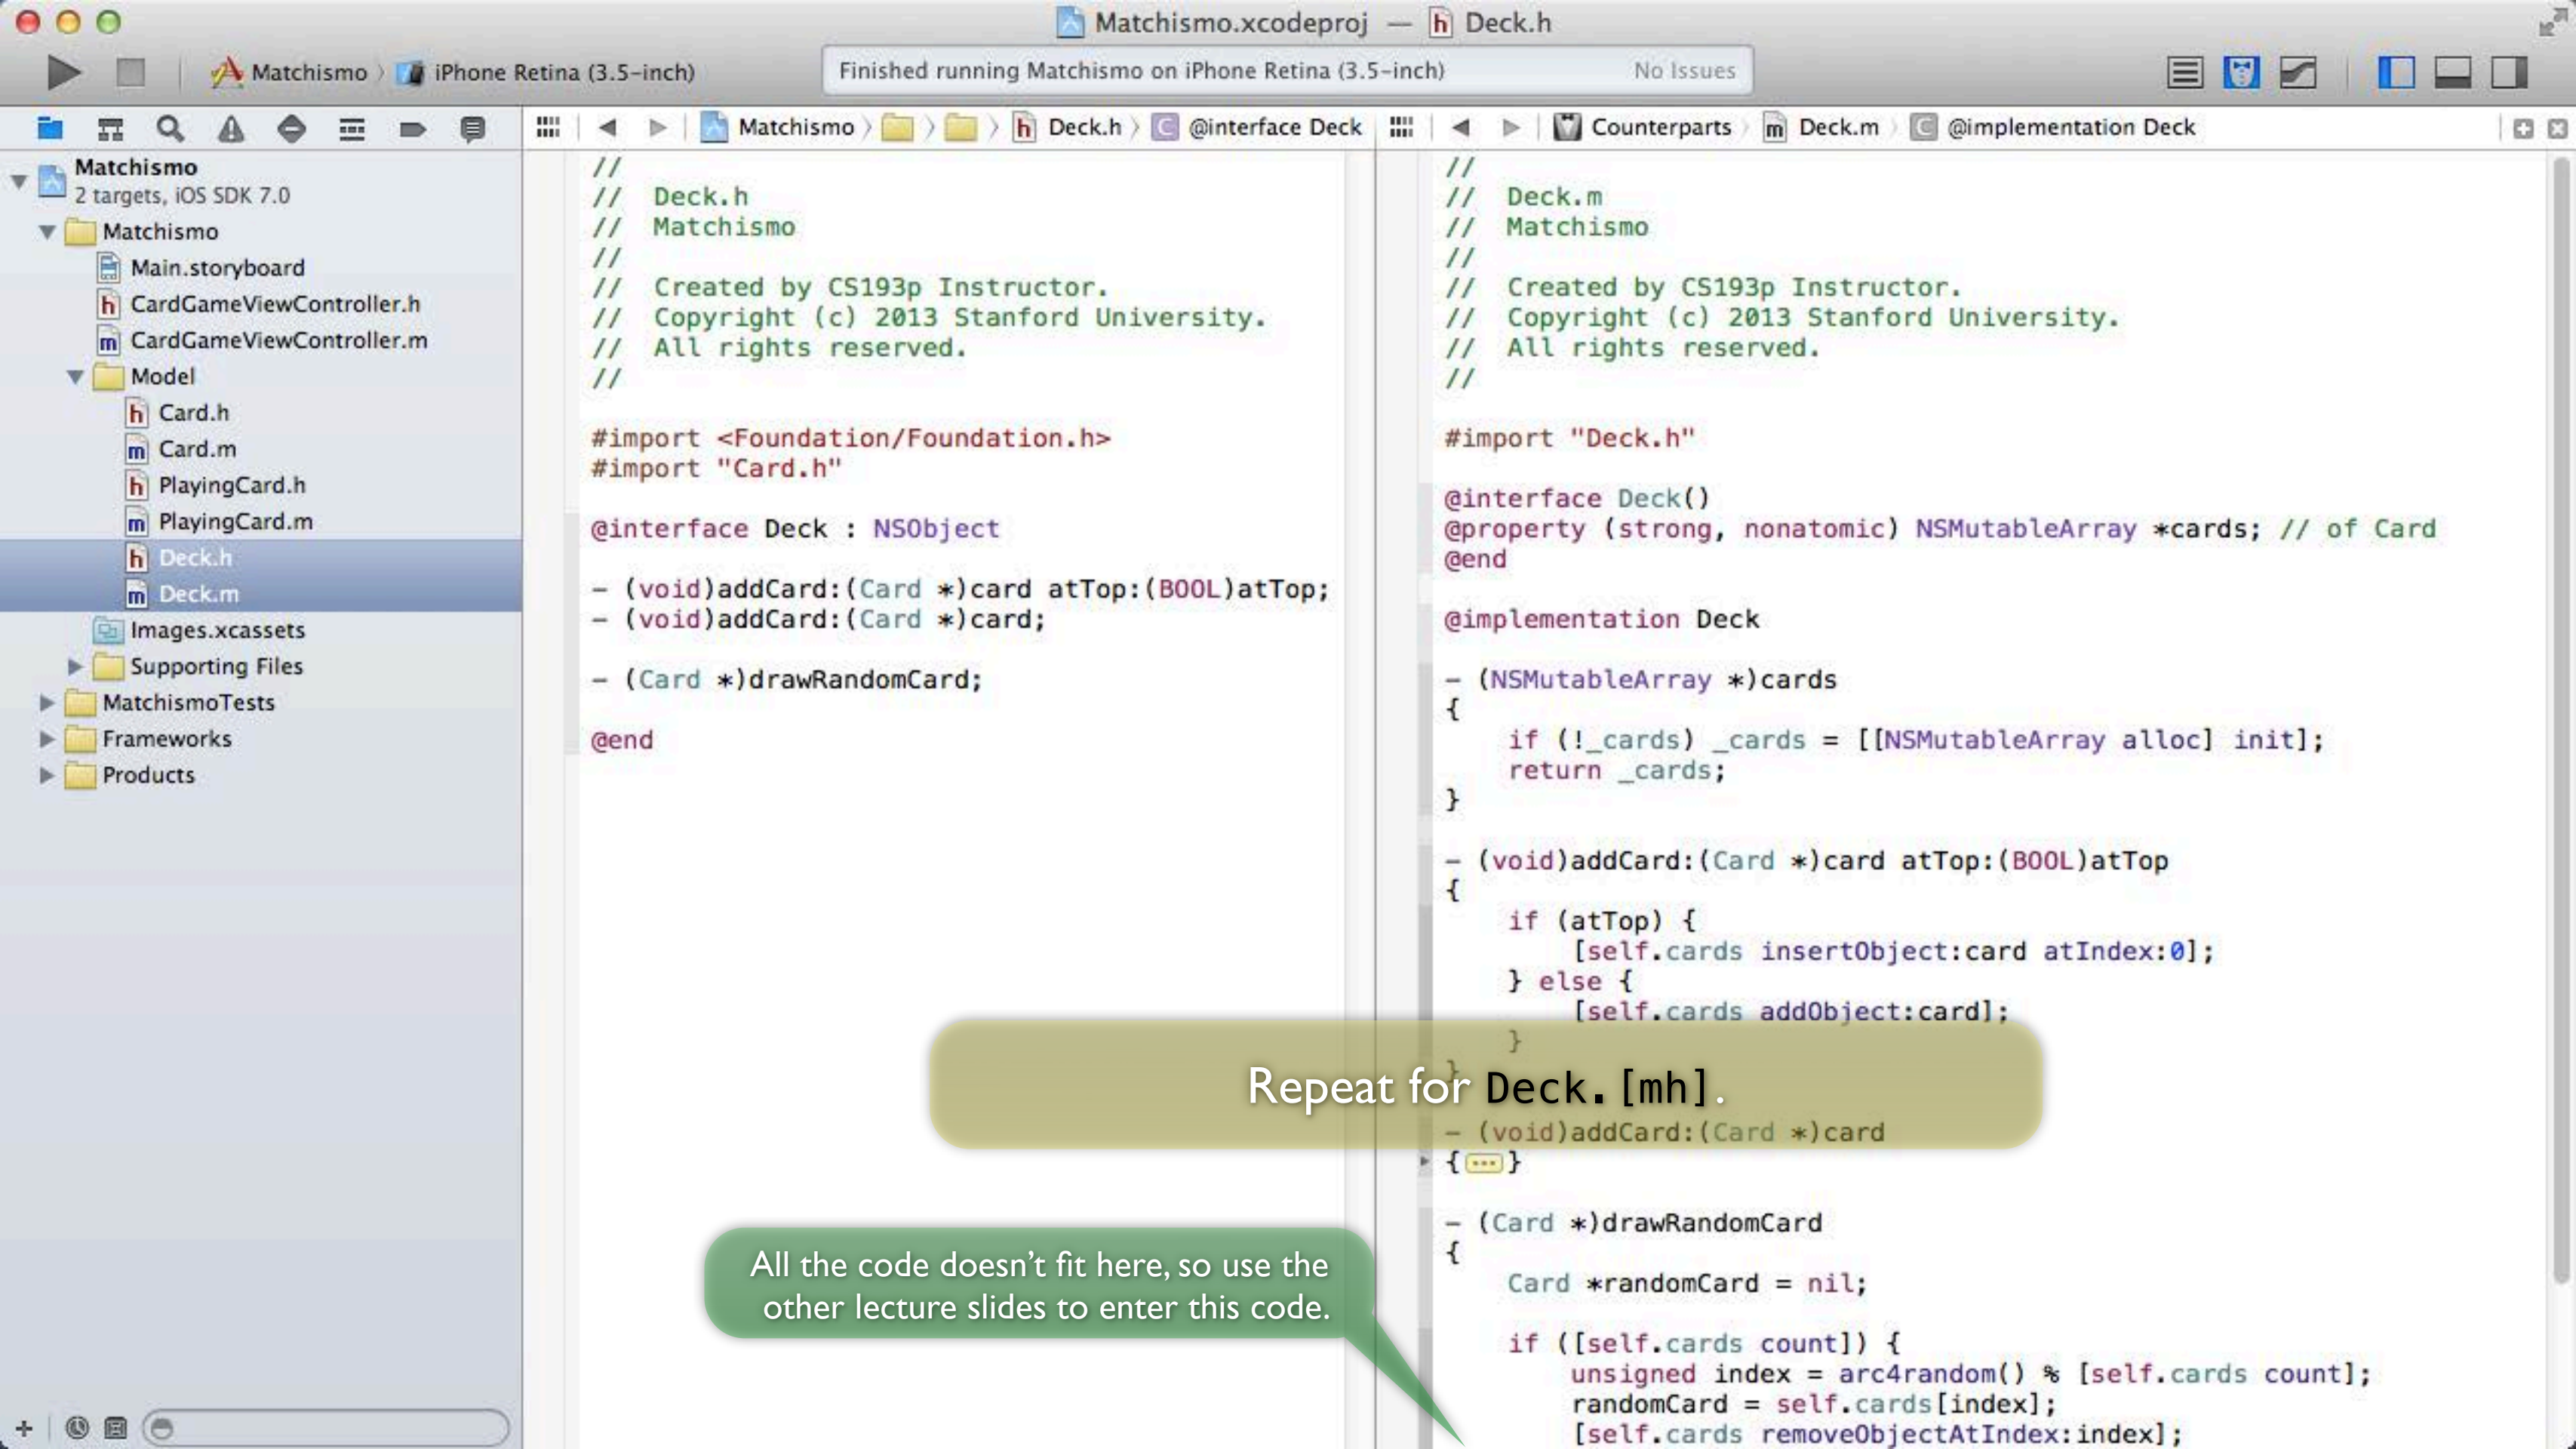 Matchismo.xcodeproj — h Deck.h
Matchismo
iPhone Retina (3.5-inch)
Finished running Matchismo on iPhone Retina (3.5-inch)
No Issues
Matchismo
h Deck.h
C @interface Deck
Counterparts
m Deck.m
C @implementation Deck
Matchismo
2 targets, iOS SDK 7.0
Matchismo
Main.storyboard
h CardGameViewController.h
m CardGameViewController.m
Model
h Card.h
m Card.m
h PlayingCard.h
m PlayingCard.m
h Deck.h
m Deck.m
Images.xcassets
Supporting Files
MatchismoTests
Frameworks
Products
//
//  Deck.h
//  Matchismo
//
//  Created by CS193p Instructor.
//  Copyright (c) 2013 Stanford University.
//  All rights reserved.
//
#import <Foundation/Foundation.h>
#import "Card.h"
@interface Deck : NSObject
- (void)addCard:(Card *)card atTop:(BOOL)atTop;
- (void)addCard:(Card *)card;
- (Card *)drawRandomCard;
@end
//
//  Deck.m
//  Matchismo
//
//  Created by CS193p Instructor.
//  Copyright (c) 2013 Stanford University.
//  All rights reserved.
//
#import "Deck.h"
@interface Deck()
@property (strong, nonatomic) NSMutableArray *cards; // of Card
@end
@implementation Deck
- (NSMutableArray *)cards
{
    if (!_cards) _cards = [[NSMutableArray alloc] init];
    return _cards;
}
- (void)addCard:(Card *)card atTop:(BOOL)atTop
{
    if (atTop) {
        [self.cards insertObject:card atIndex:0];
    } else {
        [self.cards addObject:card];
    }
}
- (void)addCard:(Card *)card
{...}
- (Card *)drawRandomCard
{
    Card *randomCard = nil;
    if ([self.cards count]) {
        unsigned index = arc4random() % [self.cards count];
        randomCard = self.cards[index];
        [self.cards removeObjectAtIndex:index];
Repeat for Deck.[mh].
All the code doesn't fit here, so use the
other lecture slides to enter this code.